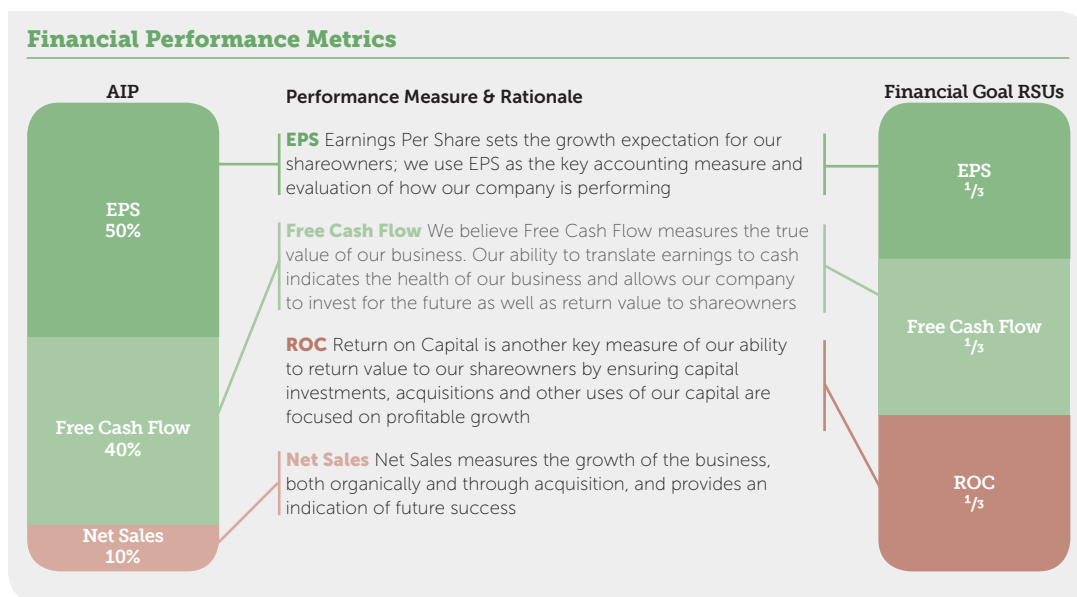 Financial Performance Metrics
AIP
EPS
50%
Free Cash Flow
40%
Net Sales
10%
Performance Measure & Rationale
EPS Earnings Per Share sets the growth expectation for our
shareowners; we use EPS as the key accounting measure and
evaluation of how our company is performing
Free Cash Flow We believe Free Cash Flow measures the true
value of our business. Our ability to translate earnings to cash
indicates the health of our business and allows our company
to invest for the future as well as return value to shareowners
ROC Return on Capital is another key measure of our ability
to return value to our shareowners by ensuring capital
investments, acquisitions and other uses of our capital are
focused on profitable growth
Net Sales Net Sales measures the growth of the business,
both organically and through acquisition, and provides an
indication of future success
Financial Goal RSUs
EPS
1/3
Free Cash Flow
1/3
ROC
1/3